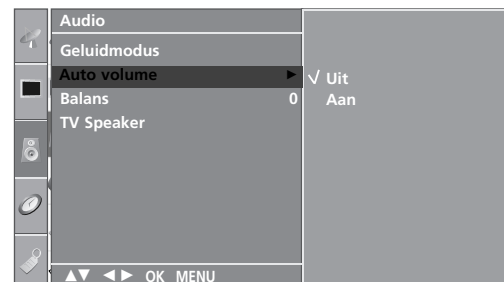 Audio
Geluidmodus
Auto volume ►
Balans 0
TV Speaker
√ Uit
Aan
▲▼ ◄► OK MENU